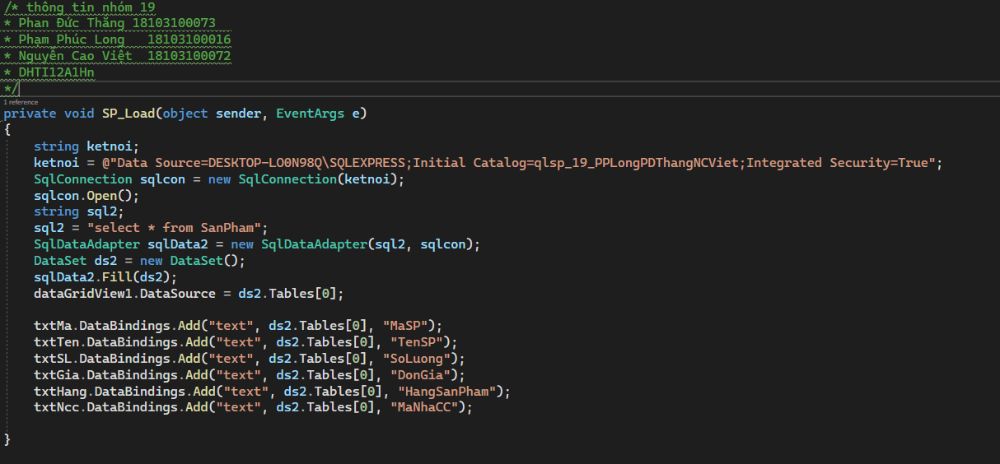 /* thông tin nhóm 19
* Phan Đức Thăng 18103100073
* Phạm Phúc Long   18103100016
* Nguyễn Cao Việt  18103100072
* DHTI12A1Hn
*/
1 reference
private void SP_Load(object sender, EventArgs e)
{
    string ketnoi;
    ketnoi = @"Data Source=DESKTOP-LO0N98Q\SQLEXPRESS;Initial Catalog=qlsp_19_PPLongPDThangNCViet;Integrated Security=True";
    SqlConnection sqlcon = new SqlConnection(ketnoi);
    sqlcon.Open();
    string sql2;
    sql2 = "select * from SanPham";
    SqlDataAdapter sqlData2 = new SqlDataAdapter(sql2, sqlcon);
    DataSet ds2 = new DataSet();
    sqlData2.Fill(ds2);
    dataGridView1.DataSource = ds2.Tables[0];
    txtMa.DataBindings.Add("text", ds2.Tables[0], "MaSP");
    txtTen.DataBindings.Add("text", ds2.Tables[0], "TenSP");
    txtSL.DataBindings.Add("text", ds2.Tables[0], "SoLuong");
    txtGia.DataBindings.Add("text", ds2.Tables[0], "DonGia");
    txtHang.DataBindings.Add("text", ds2.Tables[0], "HangSanPham");
    txtNcc.DataBindings.Add("text", ds2.Tables[0], "MaNhaCC");
}